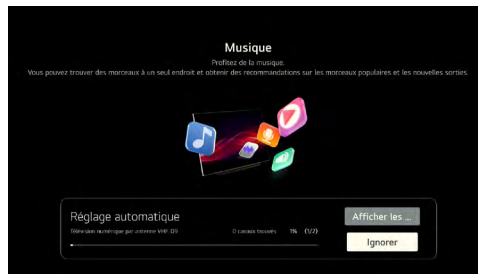 Musique
Profitez de la musique.
Vous pouvez trouver des morceaux à un seul endroit et obtenir des recommandations sur les morceaux populaires et les nouvelles sorties.
Réglage automatique
Afficher les ...
Télévision numérique par antenne VHF 09 0 canaux trouvés 1% (1/2)
Ignorer